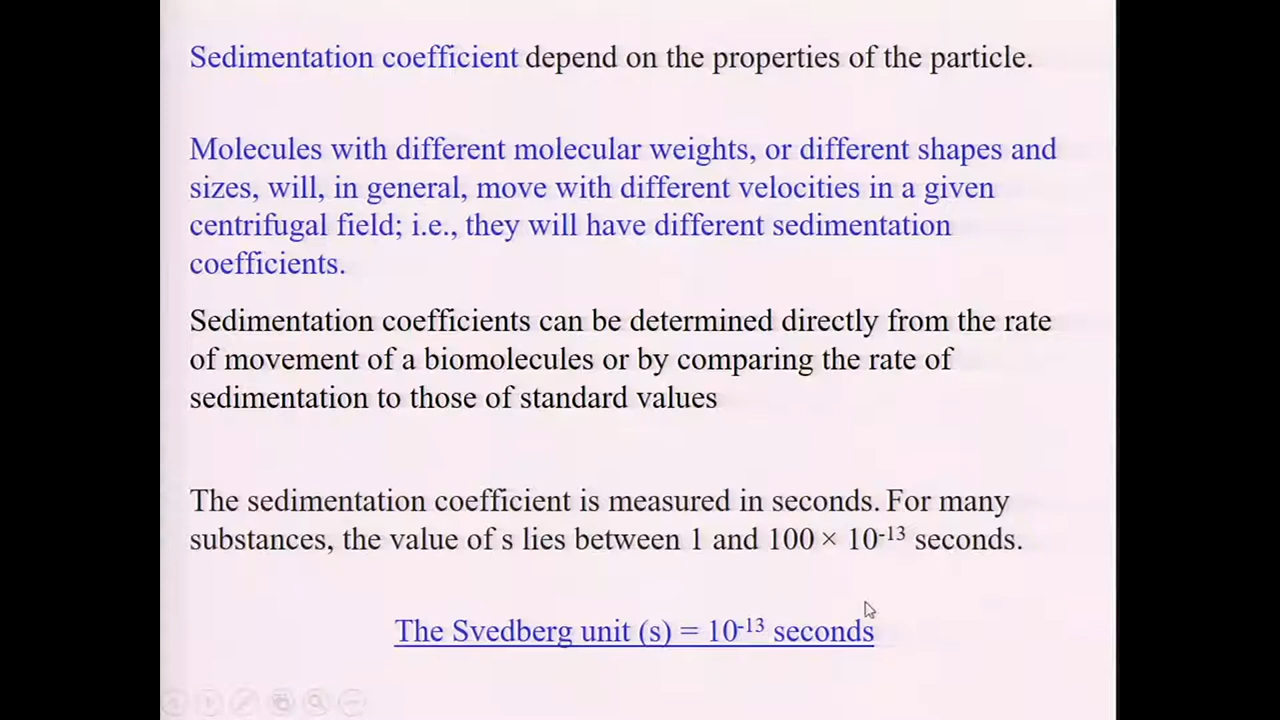 Sedimentation coefficient depend on the properties of the particle.
Molecules with different molecular weights, or different shapes and
sizes, will, in general, move with different velocities in a given
centrifugal field; i.e., they will have different sedimentation
coefficients.
Sedimentation coefficients can be determined directly from the rate
of movement of a biomolecules or by comparing the rate of
sedimentation to those of standard values
The sedimentation coefficient is measured in seconds. For many
substances, the value of s lies between 1 and 100 × 10⁻¹³ seconds.
The Svedberg unit (s) = 10⁻¹³ seconds